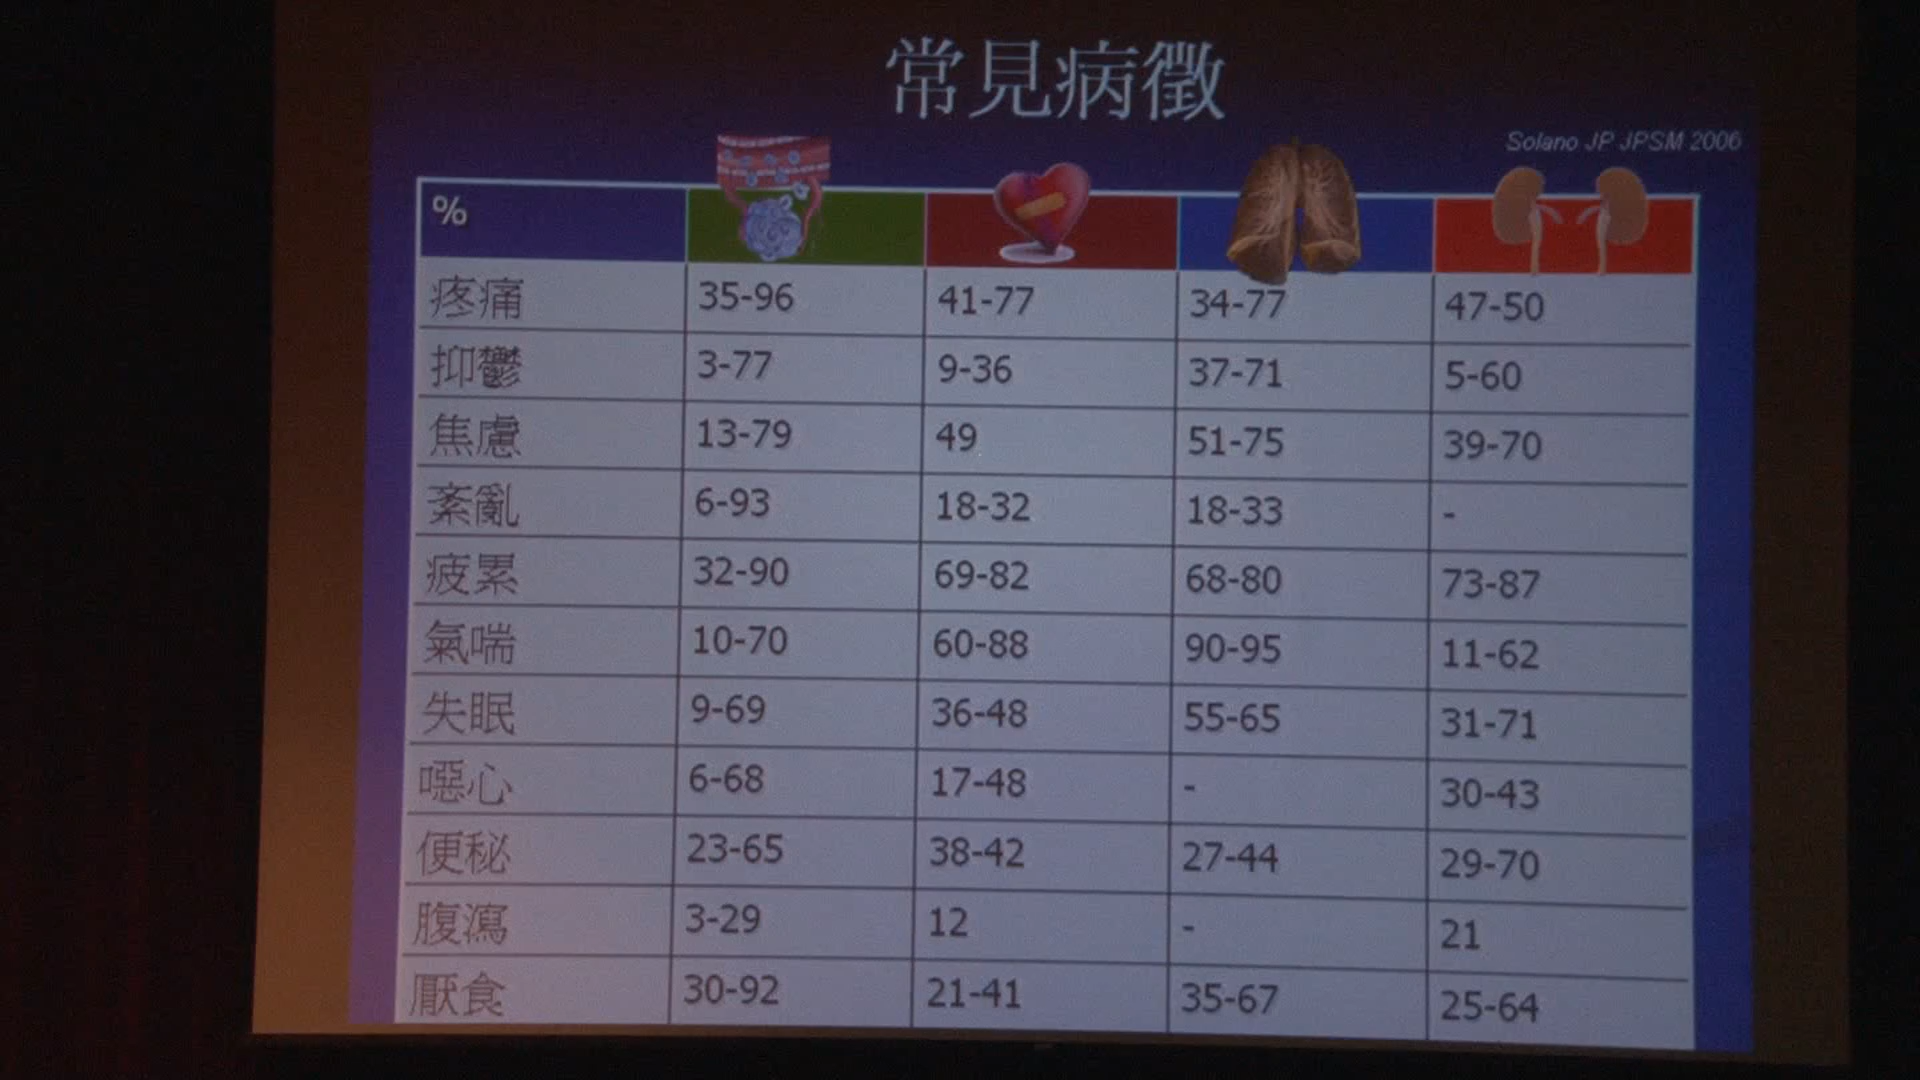 常見病徵
Solano JP JPSM 2006
%
疼痛 35-96 41-77 34-77 47-50
抑鬱 3-77 9-36 37-71 5-60
焦慮 13-79 49 51-75 39-70
紊亂 6-93 18-32 18-33 -
疲累 32-90 69-82 68-80 73-87
氣喘 10-70 60-88 90-95 11-62
失眠 9-69 36-48 55-65 31-71
噁心 6-68 17-48 - 30-43
便秘 23-65 38-42 27-44 29-70
腹瀉 3-29 12 - 21
厭食 30-92 21-41 35-67 25-64